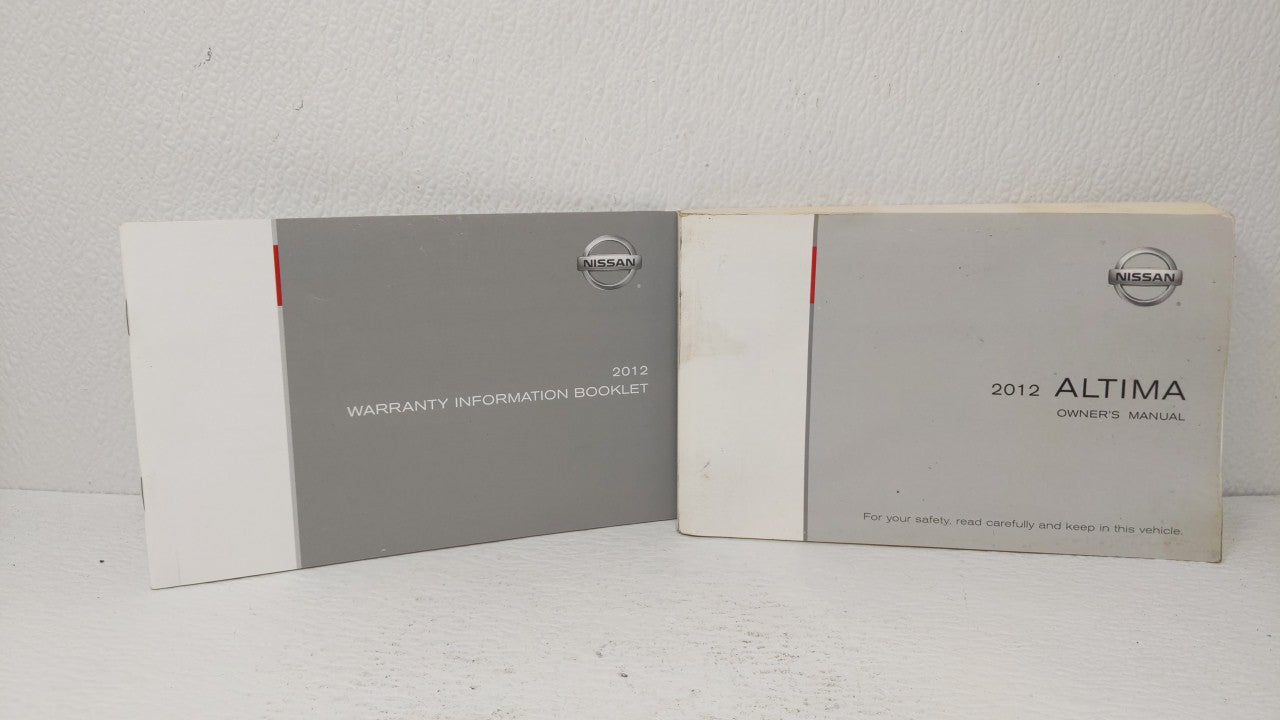 NISSAN
2012
WARRANTY INFORMATION BOOKLET
NISSAN
2012 ALTIMA
OWNER'S MANUAL
For your safety, read carefully and keep in this vehicle.